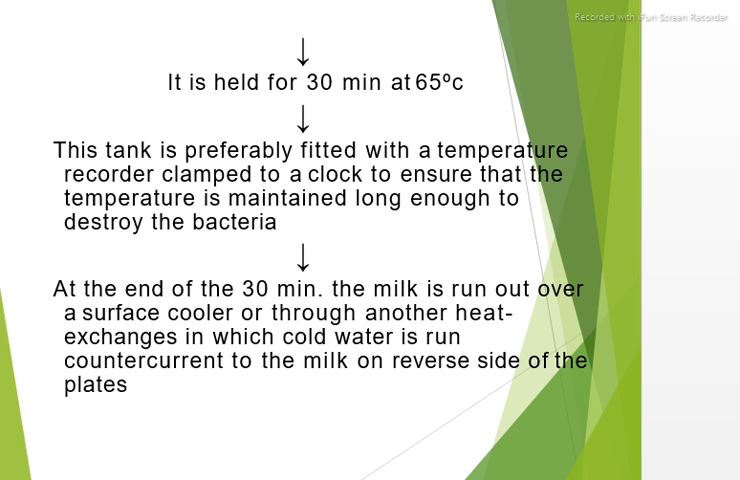 Recorded with iFun Screen Recorder
↓
It is held for 30 min at 65ºc
↓
This tank is preferably fitted with a temperature
recorder clamped to a clock to ensure that the
temperature is maintained long enough to
destroy the bacteria
↓
At the end of the 30 min. the milk is run out over
a surface cooler or through another heat-
exchanges in which cold water is run
countercurrent to the milk on reverse side of the
plates